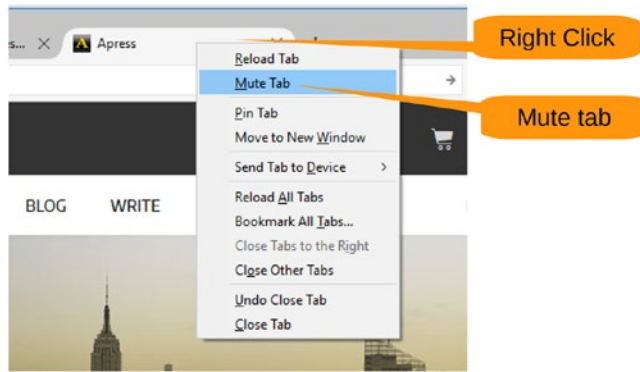 s...
Apress
Right Click
Reload Tab
Mute Tab
Mute tab
Pin Tab
Move to New Window
Send Tab to Device
Reload All Tabs
Bookmark All Tabs...
Close Tabs to the Right
Close Other Tabs
Undo Close Tab
Close Tab
BLOG WRITE